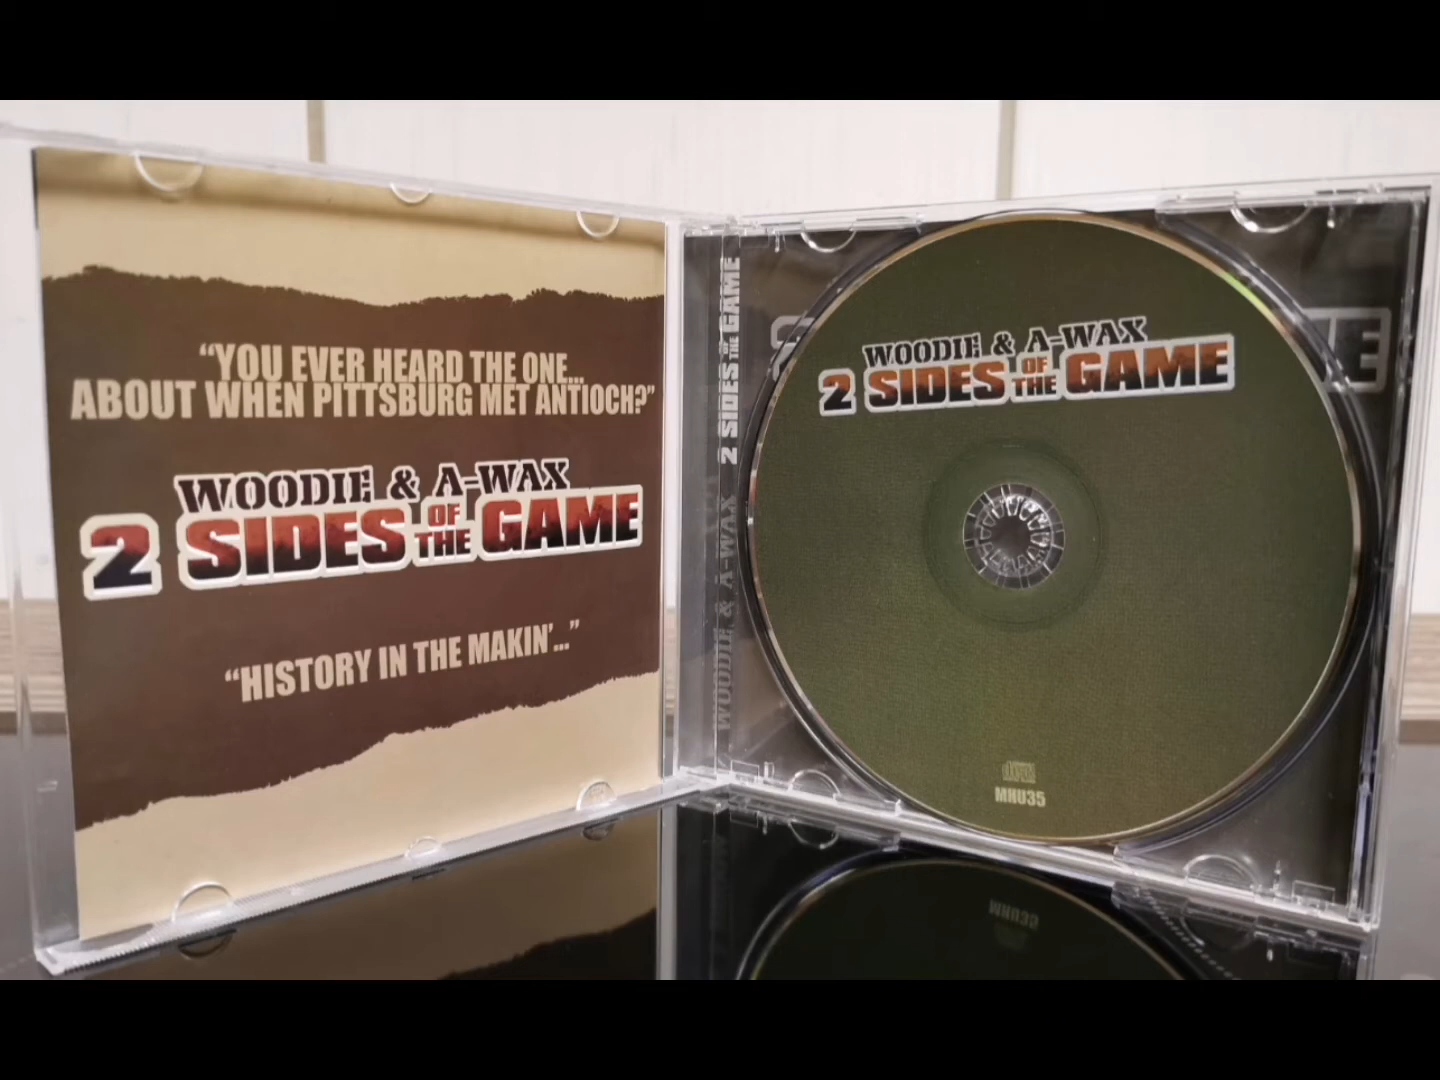 “YOU EVER HEARD THE ONE...
ABOUT WHEN PITTSBURG MET ANTIOCH?”
WOODIE & A-WAX
2 SIDES OF THE GAME
“HISTORY IN THE MAKIN’...”
WOODIE & A-WAX 2 SIDES OF THE GAME
WOODIE & A-WAX
2 SIDES OF THE GAME
MHU35